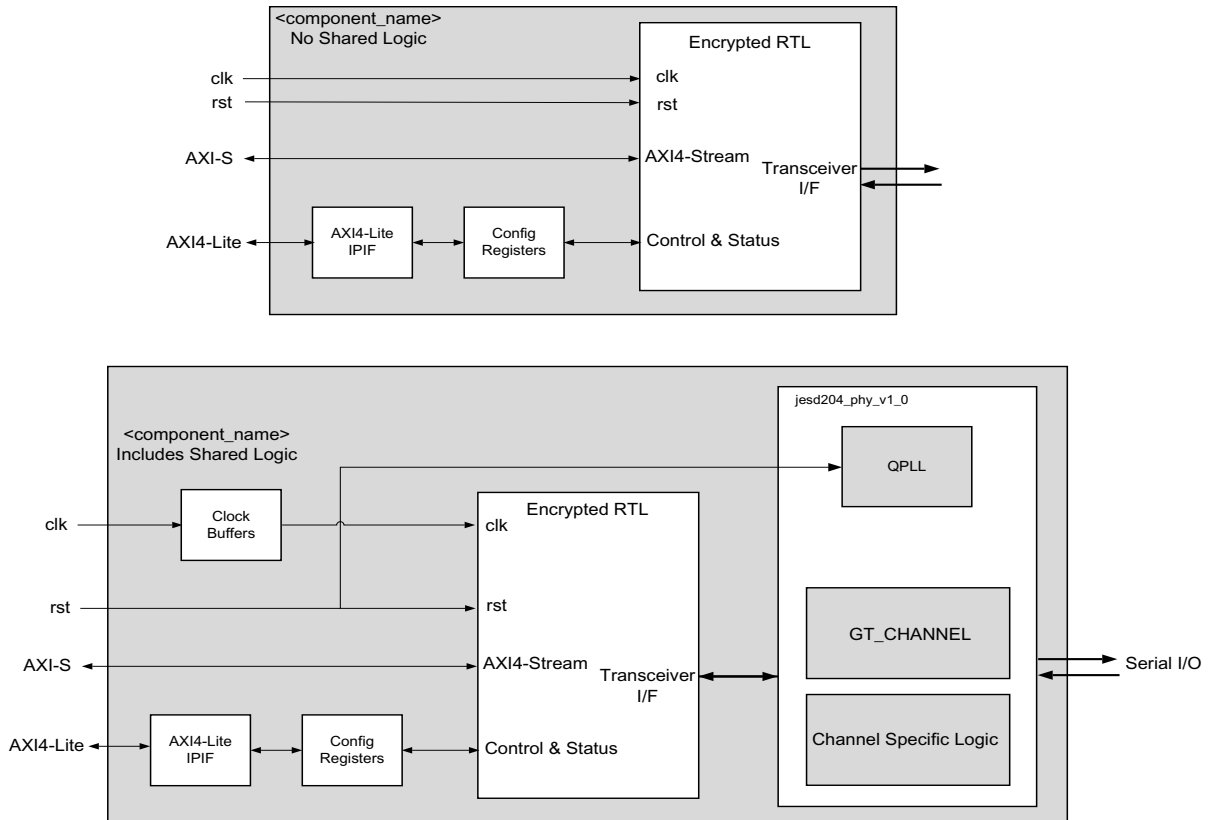 <component_name>
No Shared Logic
Encrypted RTL
clk
clk
rst
rst
AXI-S
AXI4-Stream
Transceiver
I/F
AXI4-Lite
AXI4-Lite
IPIF
Config
Registers
Control & Status
jesd204_phy_v1_0
<component_name>
Includes Shared Logic
QPLL
clk
Clock
Buffers
Encrypted RTL
clk
rst
rst
GT_CHANNEL
AXI-S
AXI4-Stream
Transceiver
I/F
Serial I/O
AXI4-Lite
AXI4-Lite
IPIF
Config
Registers
Control & Status
Channel Specific Logic